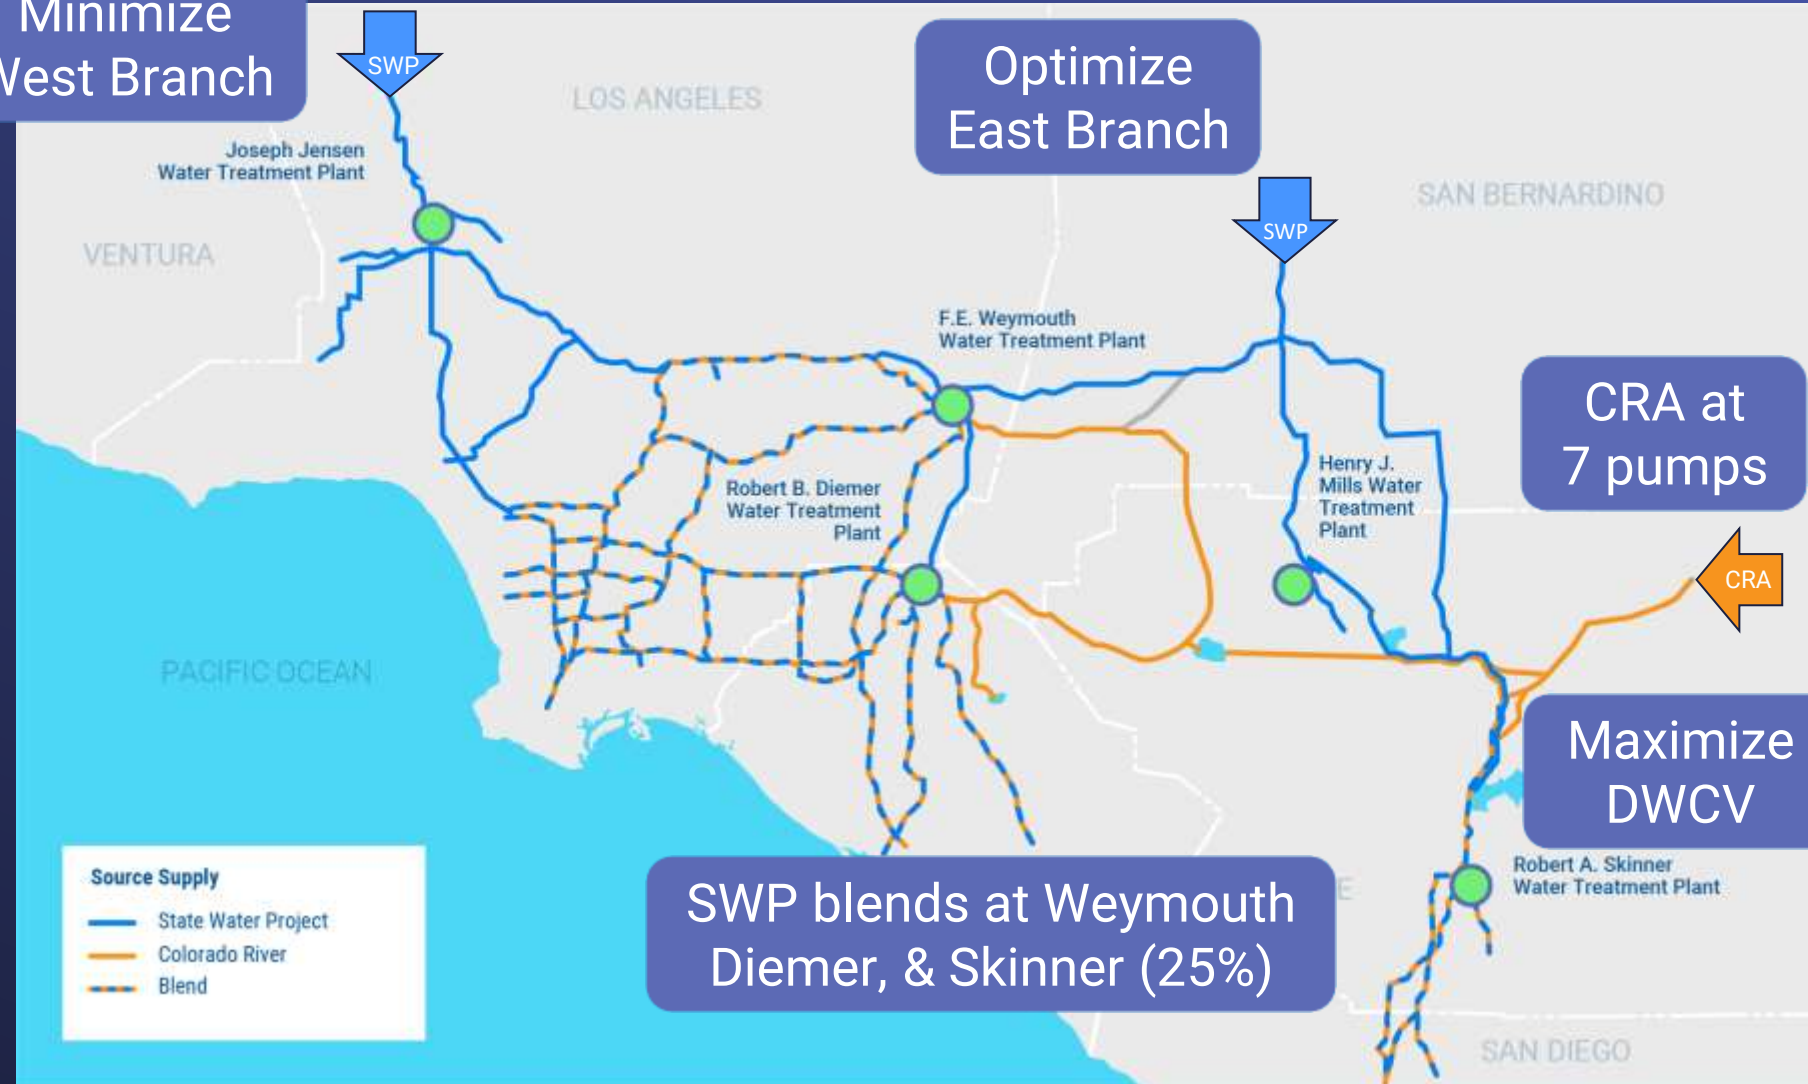 Minimize
West Branch
SWP
LOS ANGELES
Optimize
East Branch
Joseph Jensen
Water Treatment Plant
SAN BERNARDINO
SWP
VENTURA
F.E. Weymouth
Water Treatment Plant
CRA at
7 pumps
Henry J.
Mills Water
Treatment
Plant
Robert B. Diemer
Water Treatment
Plant
CRA
PACIFIC OCEAN
Maximize
DWCV
Source Supply
State Water Project
Colorado River
Blend
SWP blends at Weymouth
Diemer, & Skinner (25%)
E
Robert A. Skinner
Water Treatment Plant
SAN DIEGO